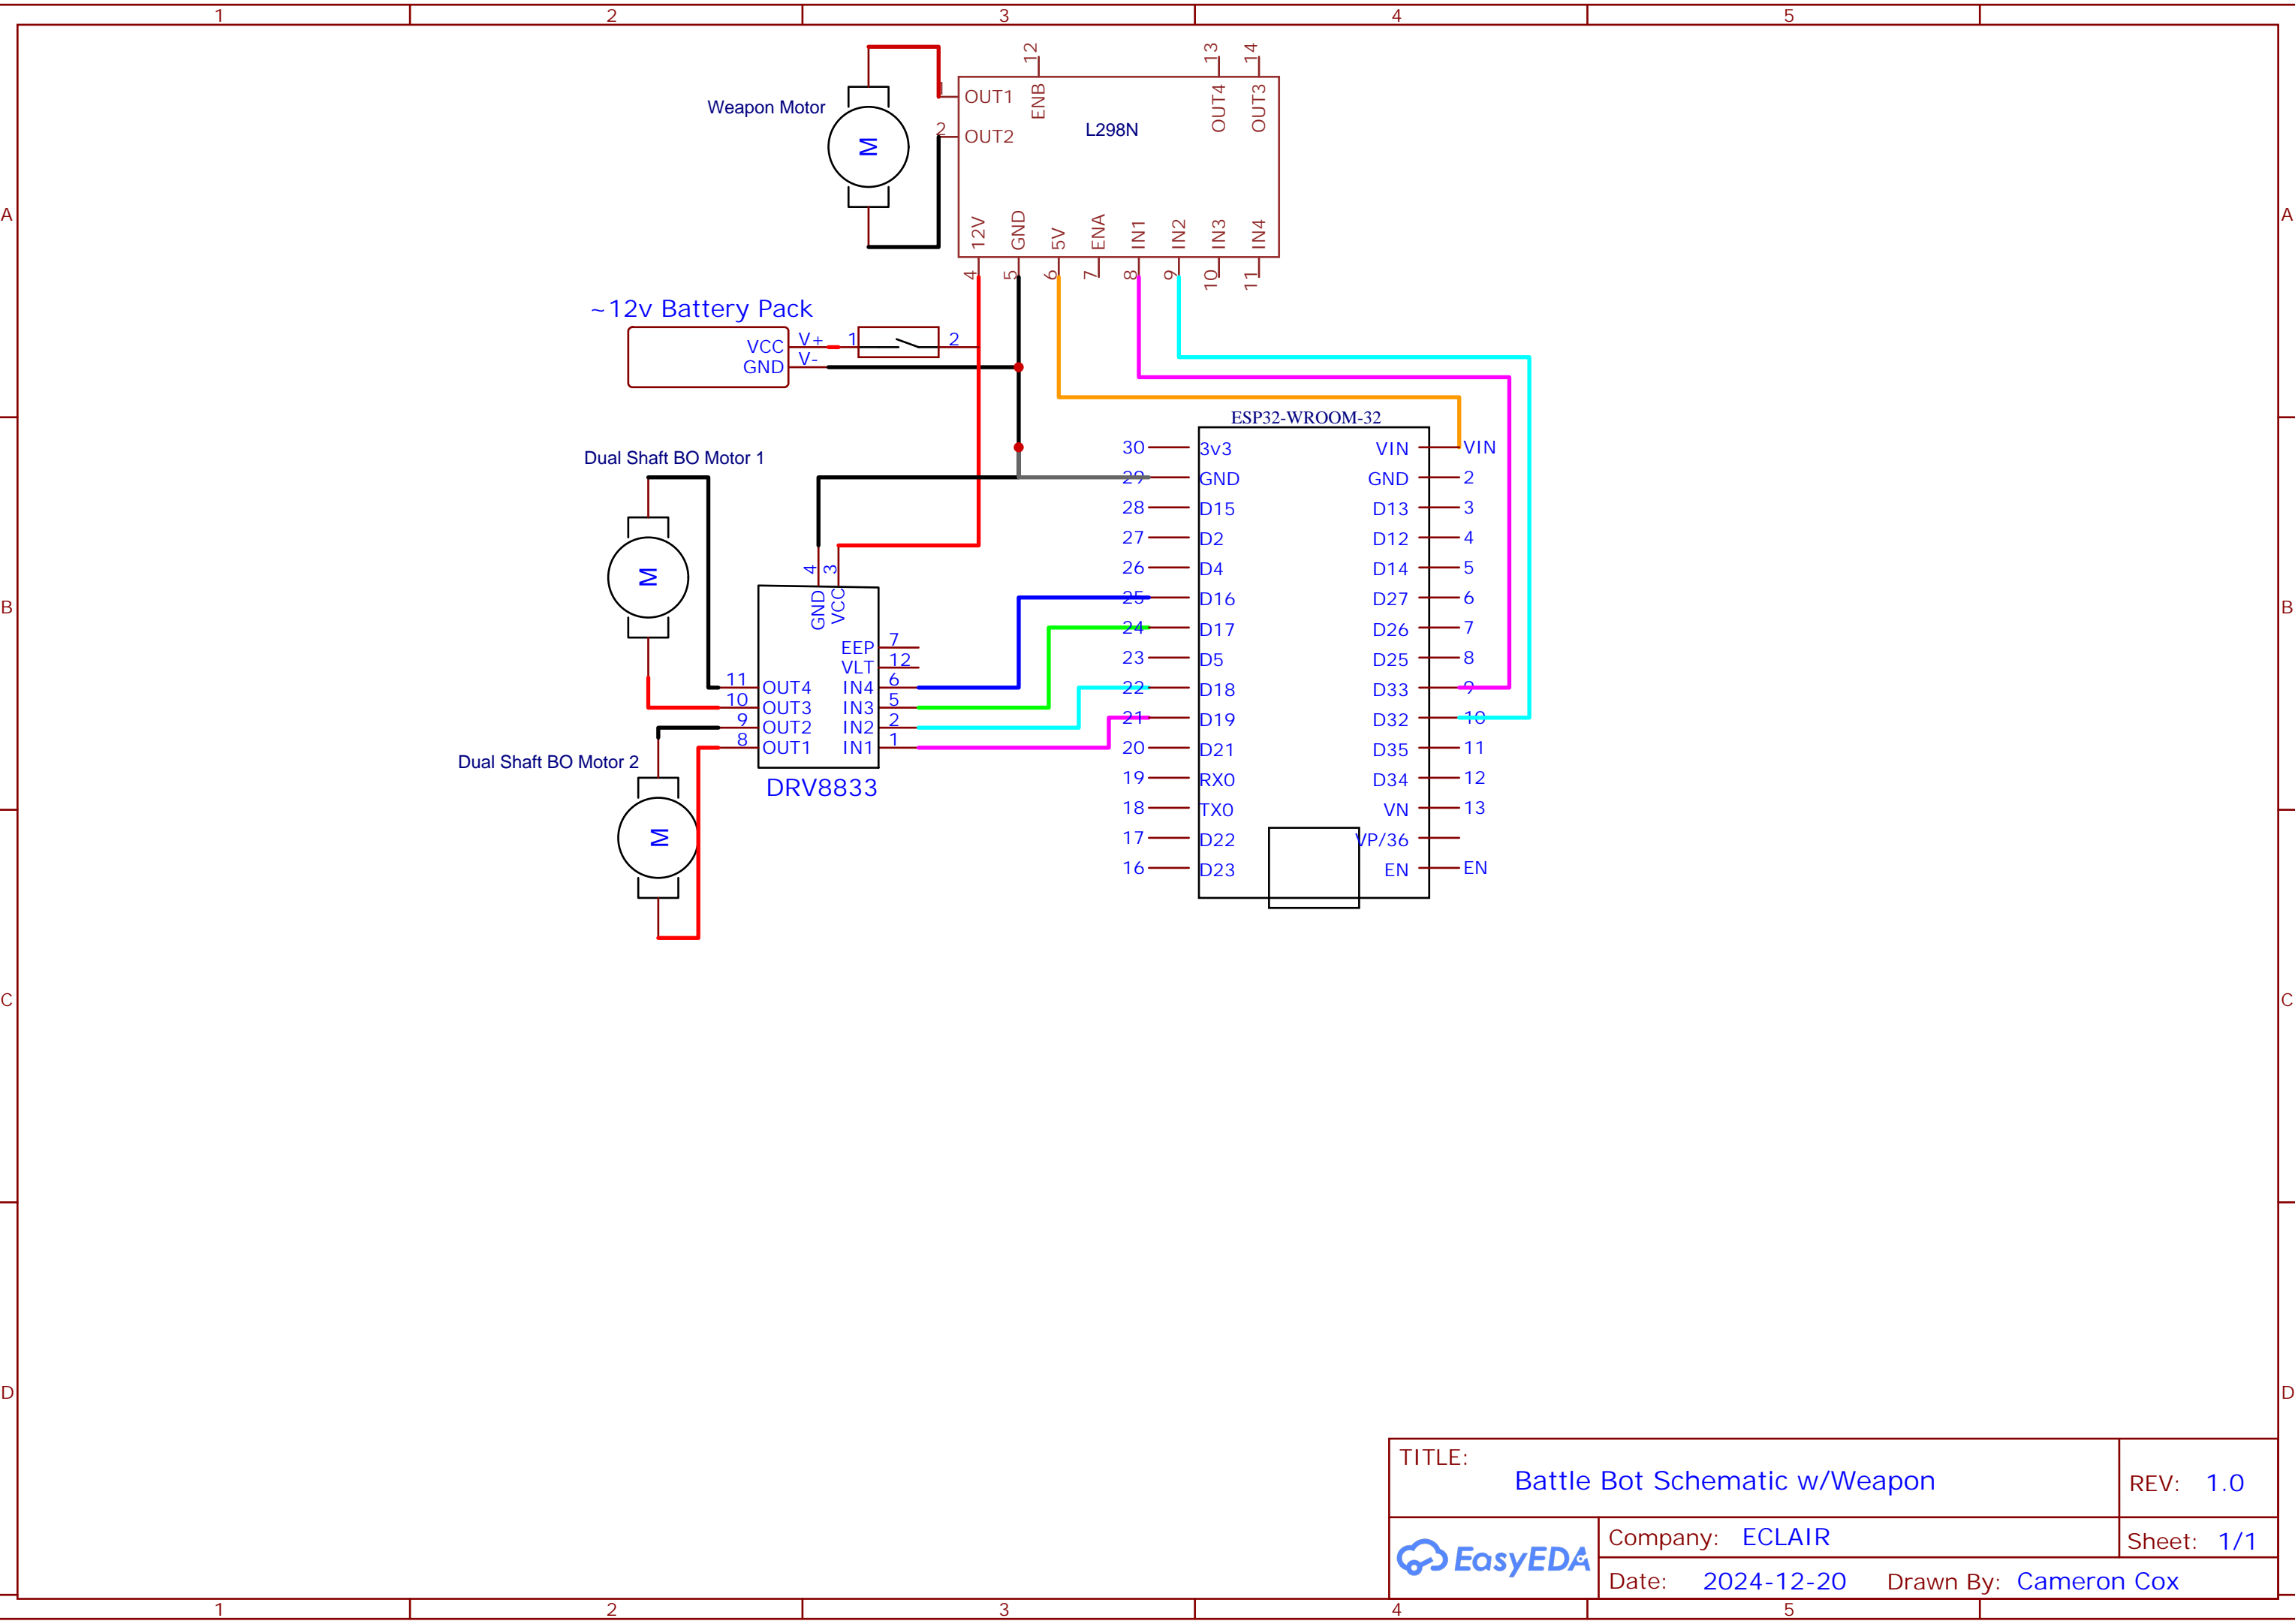 1 2 3 4 5
12 13 14
1 OUT1 ENB OUT4 OUT3
Weapon Motor
L298N
2 OUT2
M
A A
12V GND 5V ENA IN1 IN2 IN3 IN4
4 5 6 7 8 9 10 11
~12v Battery Pack
VCC V+ 1 2
GND V-
ESP32-WROOM-32
30 3v3 VIN VIN
Dual Shaft BO Motor 1
29 GND GND 2
28 D15 D13 3
27 D2 D12 4
26 D4 D14 5
M
4 3
GND VCC
B B
25 D16 D27 6
24 D17 D26 7
EEP 7
23 D5 D25 8
VLT 12
11 OUT4 IN4 6
22 D18 D33 9
10 OUT3 IN3 5
9 OUT2 IN2 2
21 D19 D32 10
8 OUT1 IN1 1
20 D21 D35 11
Dual Shaft BO Motor 2
DRV8833
19 RX0 D34 12
18 TX0 VN 13
M
17 D22 VP/36
16 D23 EN EN
C C
D D
TITLE:
Battle Bot Schematic w/Weapon
REV: 1.0
EasyEDA
Company: ECLAIR
Sheet: 1/1
Date: 2024-12-20 Drawn By: Cameron Cox
1 2 3 4 5